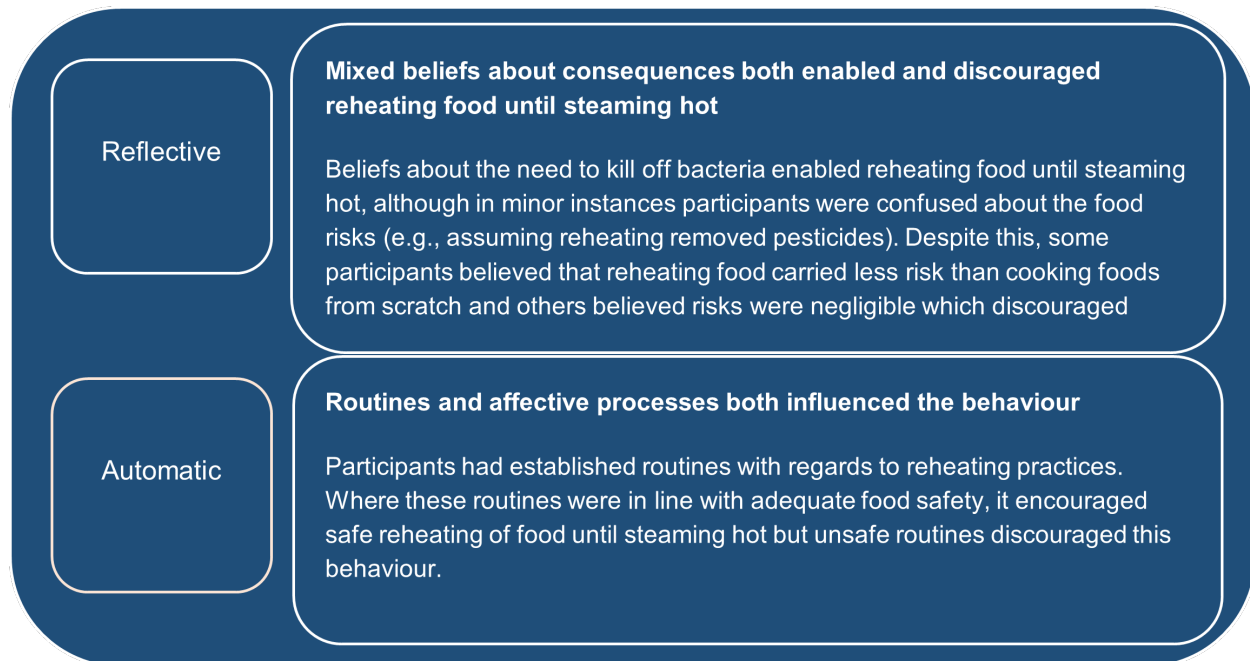 Reflective
Mixed beliefs about consequences both enabled and discouraged
reheating food until steaming hot
Beliefs about the need to kill off bacteria enabled reheating food until steaming
hot, although in minor instances participants were confused about the food
risks (e.g., assuming reheating removed pesticides). Despite this, some
participants believed that reheating food carried less risk than cooking foods
from scratch and others believed risks were negligible which discouraged
Automatic
Routines and affective processes both influenced the behaviour
Participants had established routines with regards to reheating practices.
Where these routines were in line with adequate food safety, it encouraged
safe reheating of food until steaming hot but unsafe routines discouraged this
behaviour.